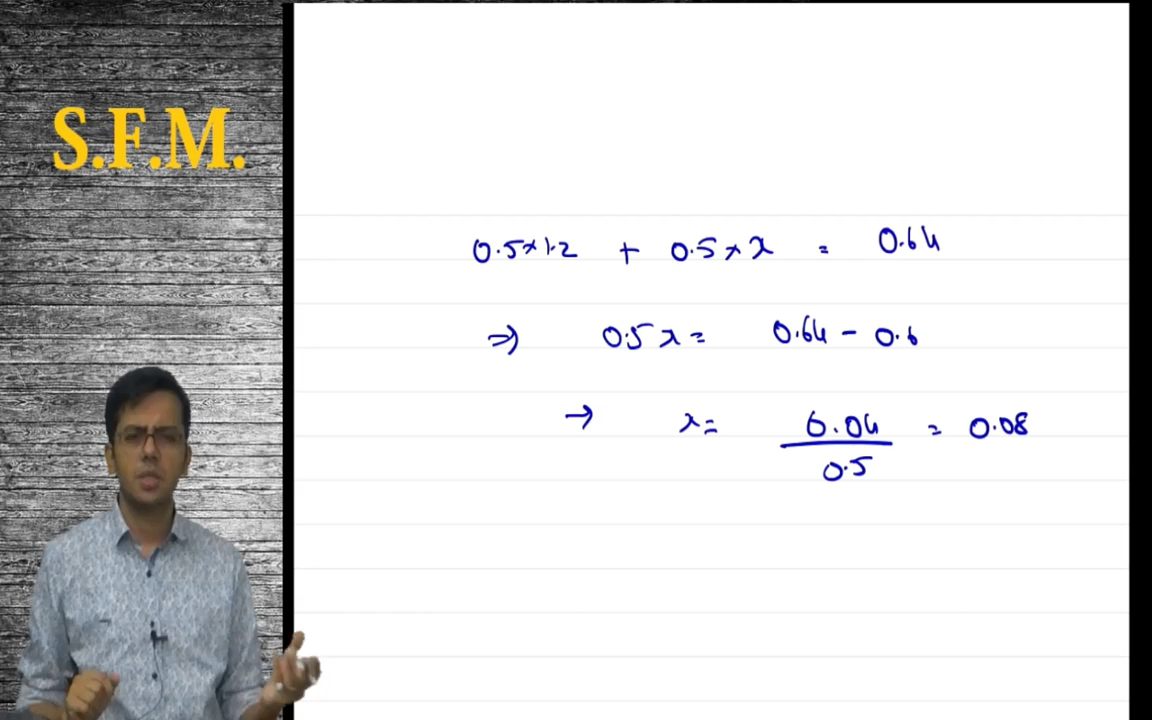 S.F.M.
0.5×1.2 + 0.5×x = 0.64
⇒ 0.5x = 0.64 - 0.6
→ x = 0.04 / 0.5 = 0.08